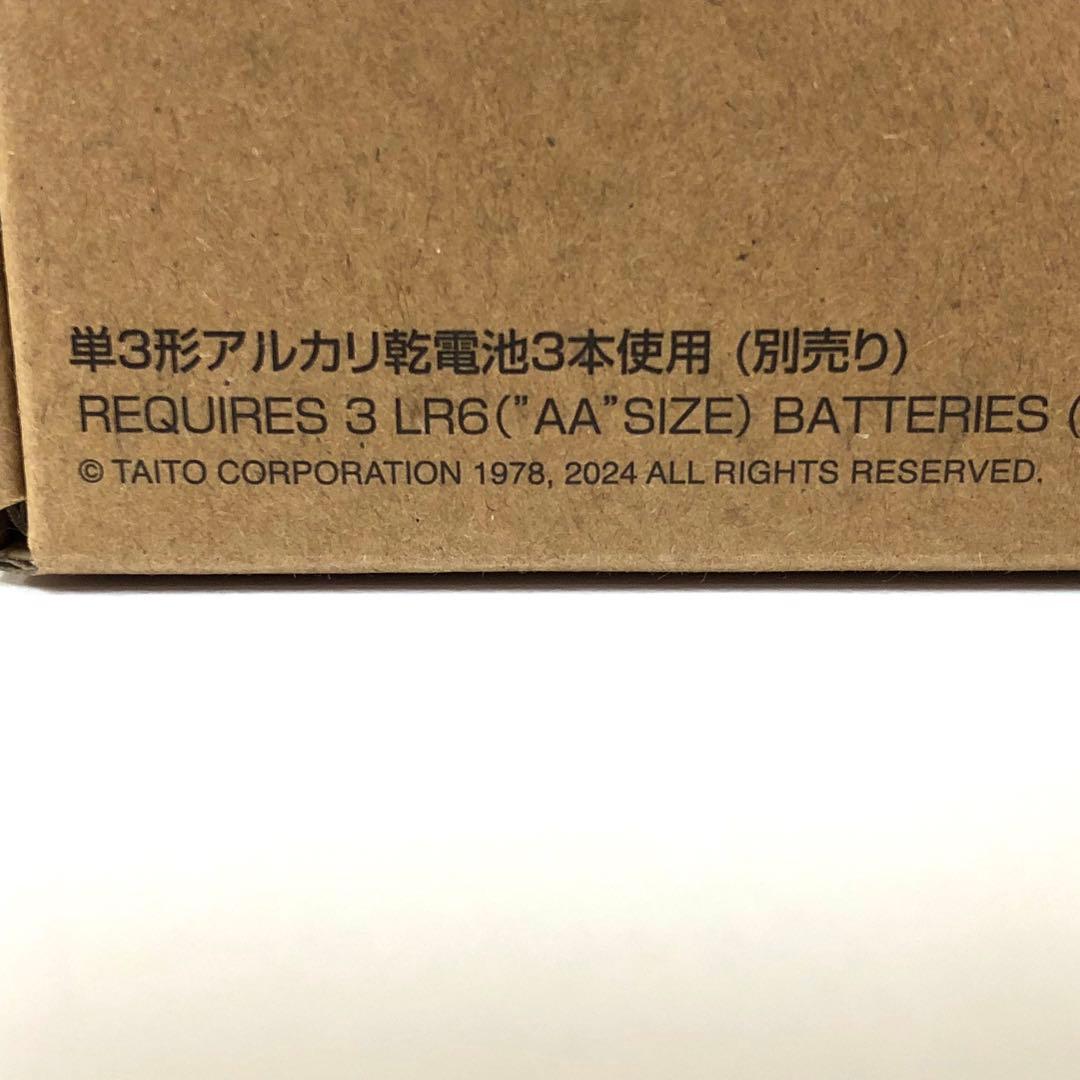 単3形アルカリ乾電池3本使用 (別売り)
REQUIRES 3 LR6("AA"SIZE) BATTERIES (
© TAITO CORPORATION 1978, 2024 ALL RIGHTS RESERVED.